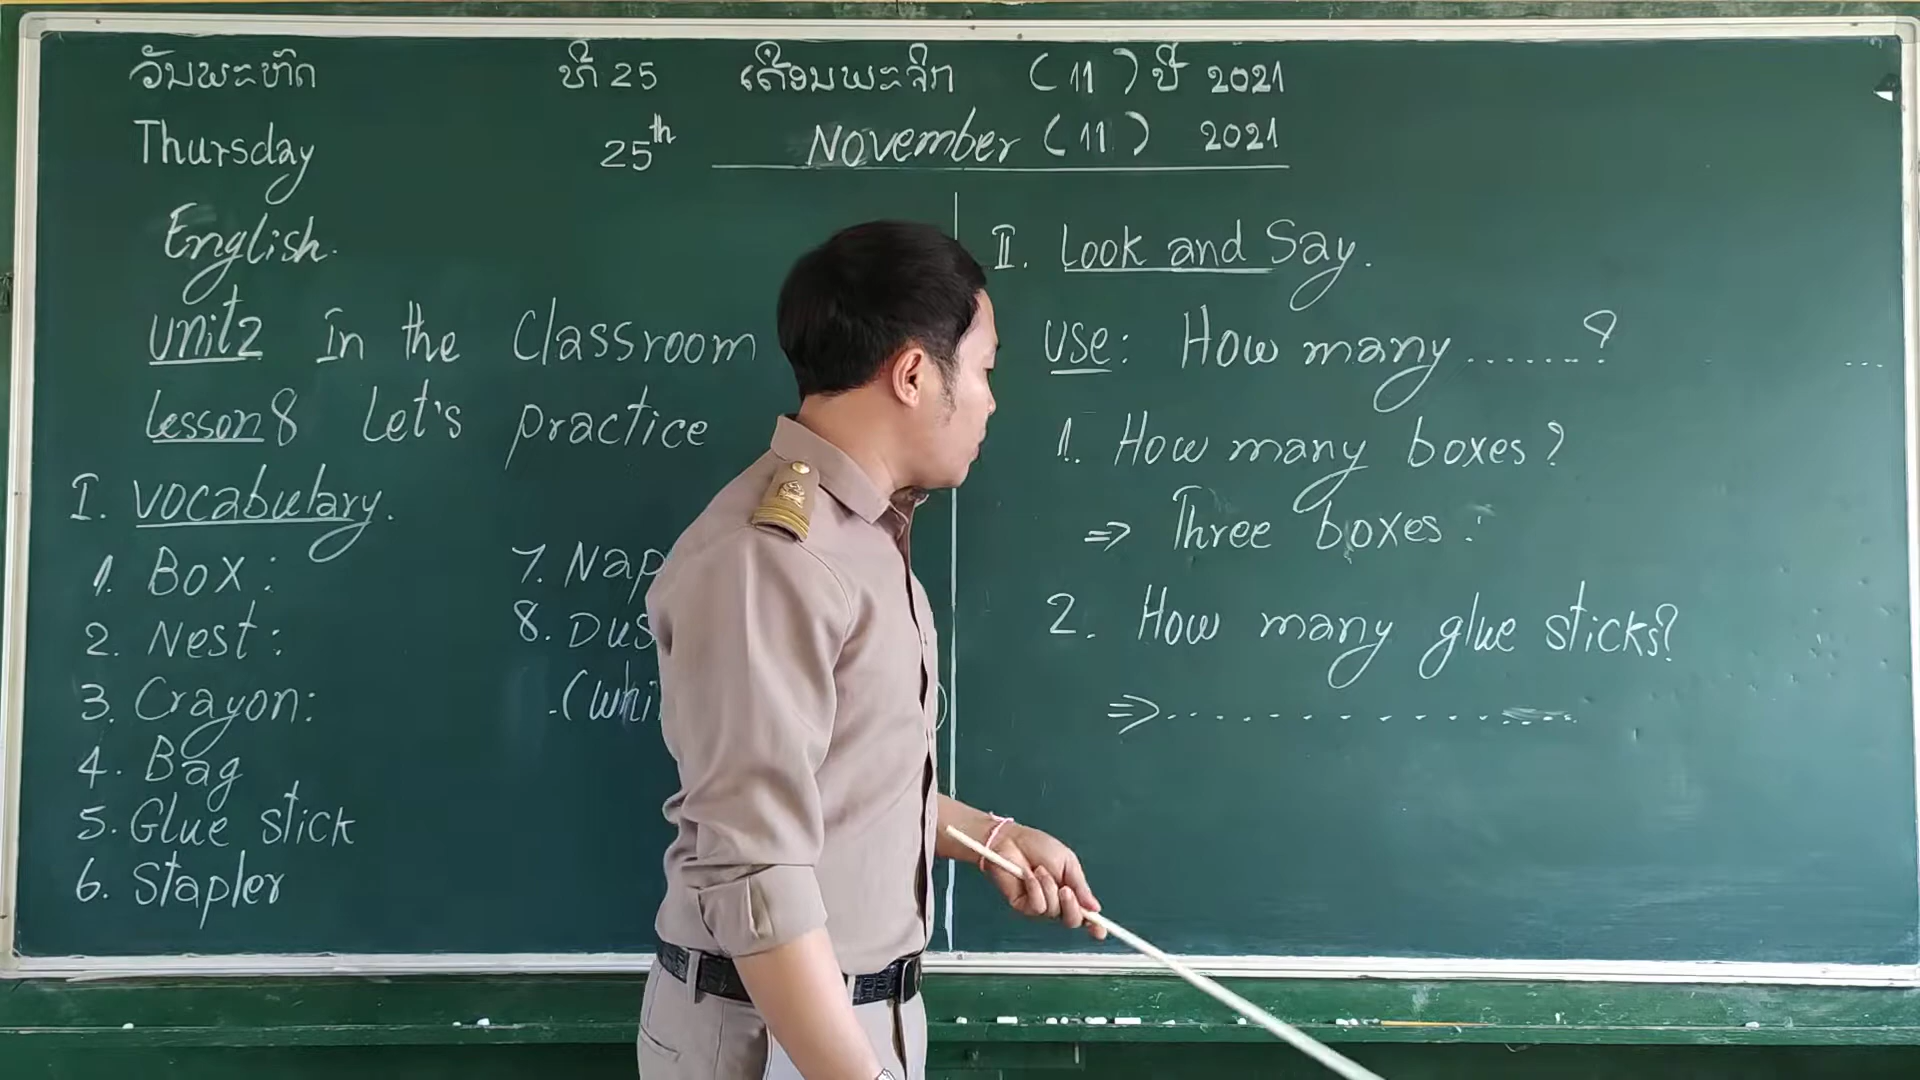 ວັນພະຫັດ ທີ 25 ເດືອນພະຈິກ (11) ປີ 2021
Thursday 25th November (11) 2021
English.
Unit2 In the Classroom
Lesson8 Let's practice
I. Vocabulary.
1. Box:
2. Nest:
3. Crayon:
4. Bag
5. Glue stick
6. Stapler
7.
8.
II. Look and Say.
Use: How many.......?
1. How many boxes?
⇒ Three boxes:
2. How many glue sticks?
⇒..............